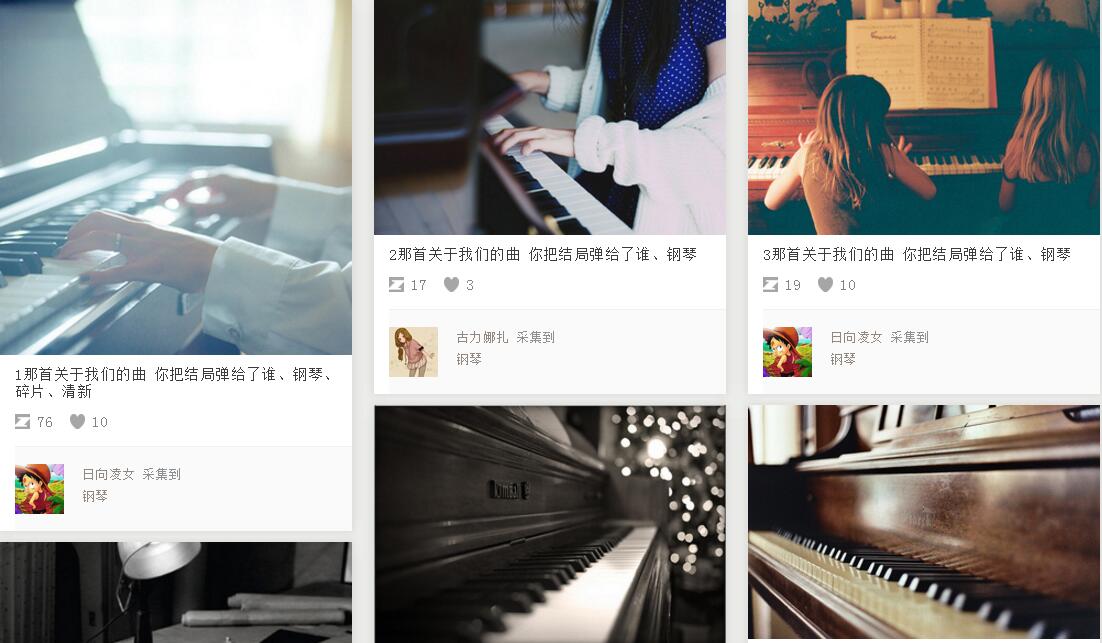 1那首关于我们的曲 你把结局弹给了谁、钢琴、
碎片、清新
76 10
日向凌女 采集到
钢琴
2那首关于我们的曲 你把结局弹给了谁、钢琴
17 3
古力娜扎 采集到
钢琴
3那首关于我们的曲 你把结局弹给了谁、钢琴
19 10
日向凌女 采集到
钢琴